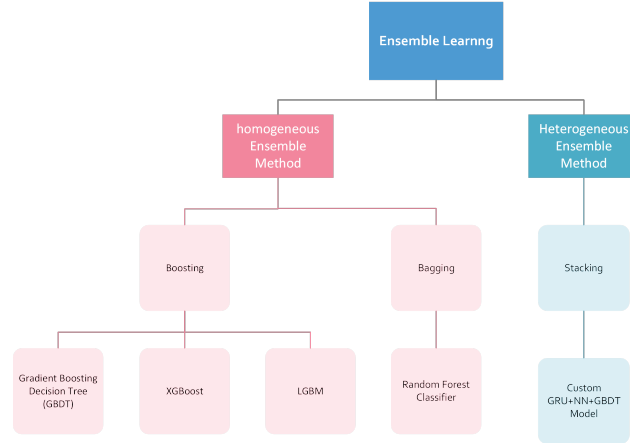 Ensemble Learnng
homogeneous
Ensemble
Method
Heterogeneous
Ensemble
Method
Boosting
Bagging
Stacking
Gradient Boosting
Decision Tree
(GBDT)
XGBoost
LGBM
Random Forest
Classifier
Custom
GRU+NN+GBDT
Model